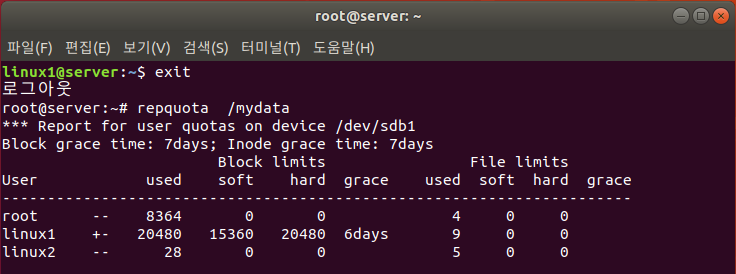 root@server: ~
파일(F) 편집(E) 보기(V) 검색(S) 터미널(T) 도움말(H)
linux1@server:~$ exit
로그아웃
root@server:~# repquota  /mydata
*** Report for user quotas on device /dev/sdb1
Block grace time: 7days; Inode grace time: 7days
                        Block limits                File limits
User            used    soft    hard  grace    used  soft  hard  grace
----------------------------------------------------------------------
root      --    8364       0       0              4     0     0
linux1    +-   20480   15360   20480  6days       9     0     0
linux2    --      28       0       0              5     0     0